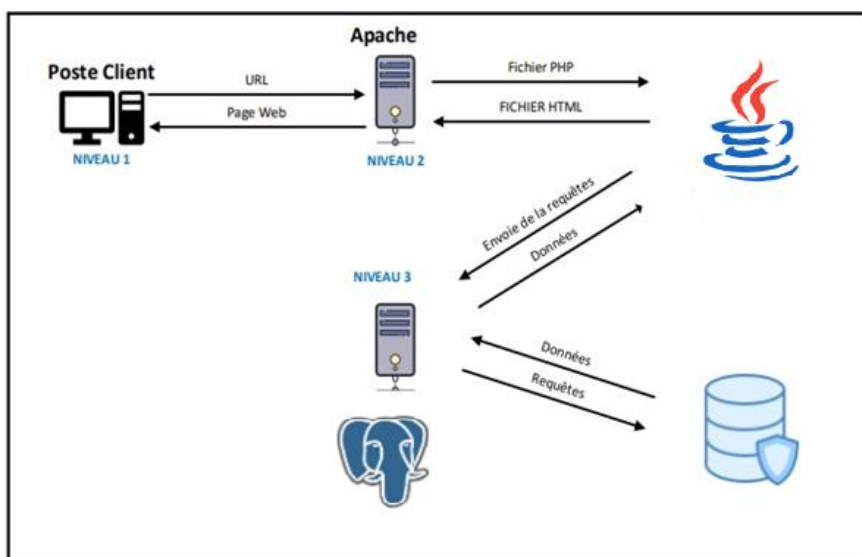 Apache
Poste Client
URL
Fichier PHP
Page Web
FICHIER HTML
NIVEAU 1
NIVEAU 2
Envoie de la requêtes
Données
NIVEAU 3
Données
Requêtes